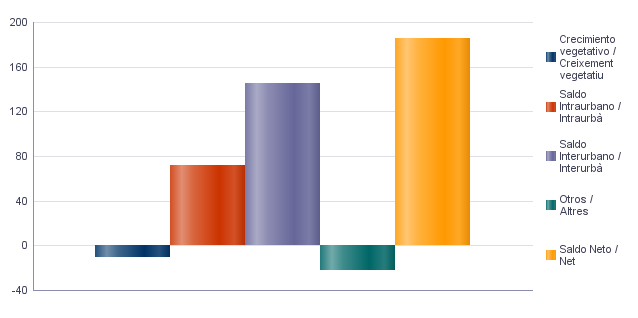 200
160
120
80
40
0
-40
Crecimiento
vegetativo /
Creixement
vegetatiu
Saldo
Intraurbano /
Intraurbà
Saldo
Interurbano /
Interurbà
Otros /
Altres
Saldo Neto /
Net